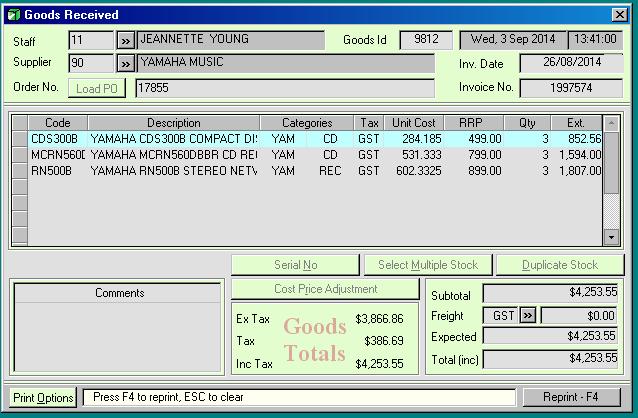 Goods Received
Staff 11 >> JEANNETTE YOUNG Goods Id 9812 Wed, 3 Sep 2014 13:41:00
Supplier 90 >> YAMAHA MUSIC Inv. Date 26/08/2014
Order No. Load PO 17855 Invoice No. 1997574
Code Description Categories Tax Unit Cost RRP Qty Ext.
CDS300B YAMAHA CDS300B COMPACT DI YAM CD GST 284.185 499.00 3 852.56
MCRN560D YAMAHA MCRN560DBBR CD RE YAM CD GST 531.333 799.00 3 1,594.00
RN500B YAMAHA RN500B STEREO NET YAM REC GST 602.3325 899.00 3 1,807.00
Serial No Select Multiple Stock Duplicate Stock
Comments
Cost Price Adjustment
Ex Tax $3,866.86
Tax $386.69
Inc Tax $4,253.55
Goods
Totals
Subtotal $4,253.55
Freight GST >> $0.00
Expected $4,253.55
Total (inc) $4,253.55
Print Options Press F4 to reprint, ESC to clear Reprint - F4